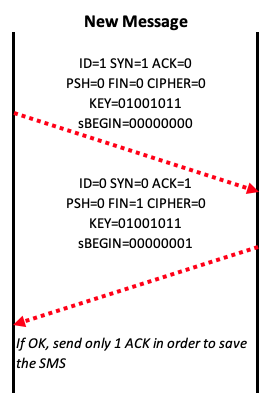 New Message
ID=1 SYN=1 ACK=0
PSH=0 FIN=0 CIPHER=0
KEY=01001011
sBEGIN=00000000
ID=0 SYN=0 ACK=1
PSH=0 FIN=1 CIPHER=0
KEY=01001011
sBEGIN=00000001
If OK, send only 1 ACK in order to save
the SMS